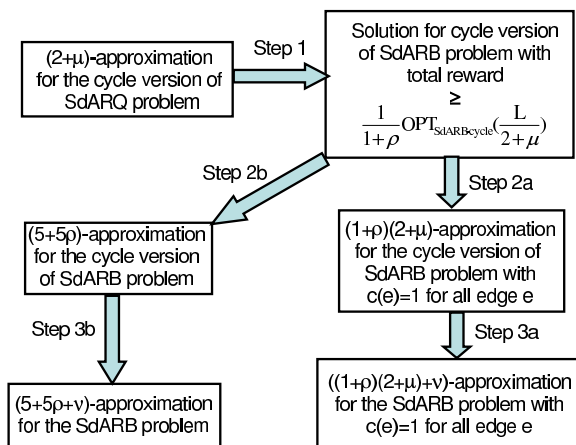 (2+μ)-approximation
for the cycle version of
SdARQ problem
Step 1
Solution for cycle version
of SdARB problem with
total reward
≥
1/(1+ρ) OPT_SdARB-cycle(L/(2+μ))
Step 2b
Step 2a
(5+5ρ)-approximation
for the cycle version
of SdARB problem
(1+ρ)(2+μ)-approximation
for the cycle version of
SdARB problem with
c(e)=1 for all edge e
Step 3b
Step 3a
(5+5ρ+ν)-approximation
for the SdARB problem
((1+ρ)(2+μ)+ν)-approximation
for the SdARB problem with
c(e)=1 for all edge e